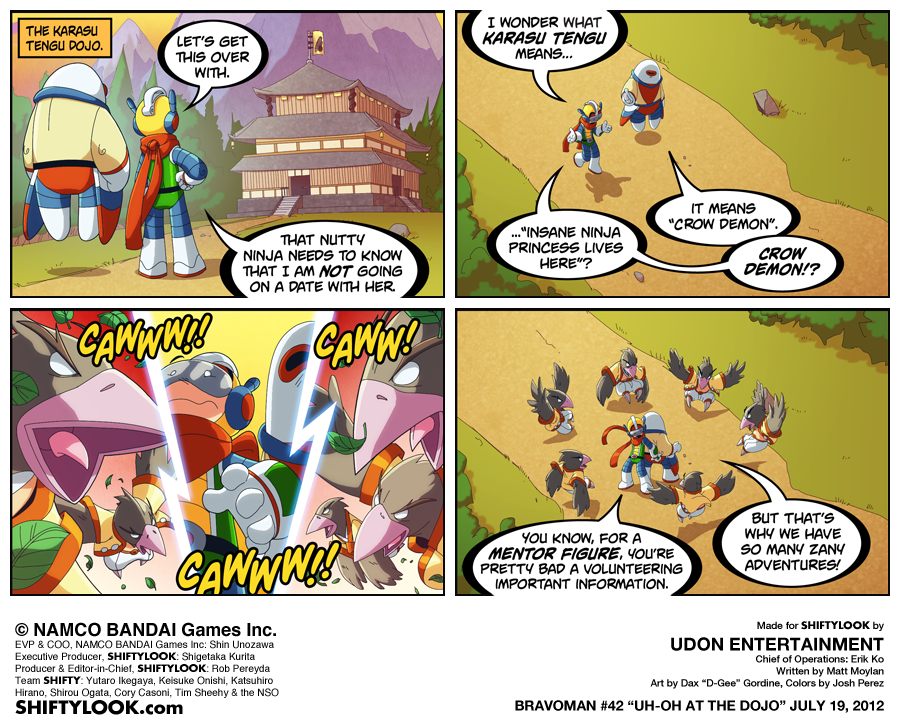 THE KARASU
TENGU DOJO.
LET'S GET
THIS OVER
WITH.
THAT NUTTY
NINJA NEEDS TO KNOW
THAT I AM NOT GOING
ON A DATE WITH HER.
I WONDER WHAT
KARASU TENGU
MEANS...
..."INSANE NINJA
PRINCESS LIVES
HERE"?
IT MEANS
"CROW DEMON".
CROW
DEMON!?
CAWWW!!
CAWW!
CAWWW!!
YOU KNOW, FOR A
MENTOR FIGURE, YOU'RE
PRETTY BAD A VOLUNTEERING
IMPORTANT INFORMATION.
BUT THAT'S
WHY WE HAVE
SO MANY ZANY
ADVENTURES!
© NAMCO BANDAI Games Inc.
EVP & COO, NAMCO BANDAI Games Inc: Shin Unozawa
Executive Producer, SHIFTYLOOK: Shigetaka Kurita
Producer & Editor-in-Chief, SHIFTYLOOK: Rob Pereyda
Team SHIFTY: Yutaro Ikegaya, Keisuke Onishi, Katsuhiro
Hirano, Shirou Ogata, Cory Casoni, Tim Sheehy & the NSO
SHIFTYLOOK.com
Made for SHIFTYLOOK by
UDON ENTERTAINMENT
Chief of Operations: Erik Ko
Written by Matt Moylan
Art by Dax "D-Gee" Gordine, Colors by Josh Perez
BRAVOMAN #42 "UH-OH AT THE DOJO" JULY 19, 2012